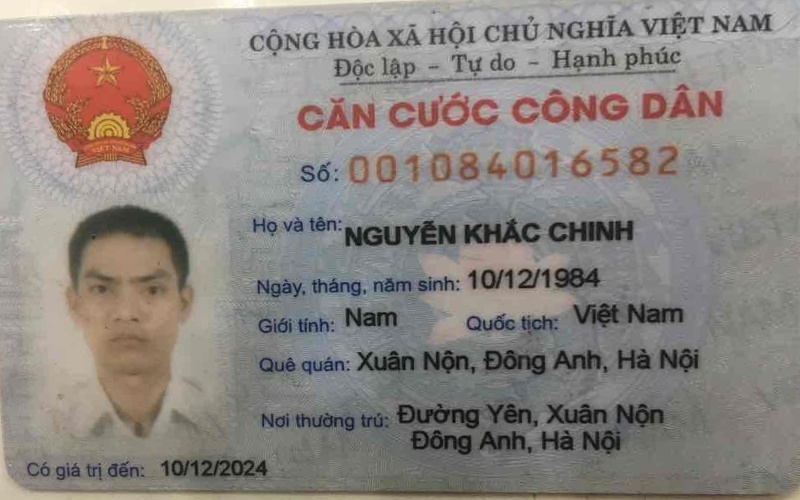 CỘNG HÒA XÃ HỘI CHỦ NGHĨA VIỆT NAM
Độc lập - Tự do - Hạnh phúc
CĂN CƯỚC CÔNG DÂN
Số: 001084016582
Họ và tên: NGUYỄN KHẮC CHINH
Ngày, tháng, năm sinh: 10/12/1984
Giới tính: Nam Quốc tịch: Việt Nam
Quê quán: Xuân Nộn, Đông Anh, Hà Nội
Nơi thường trú: Đường Yên, Xuân Nộn
Đông Anh, Hà Nội
Có giá trị đến: 10/12/2024
VIỆT NAM